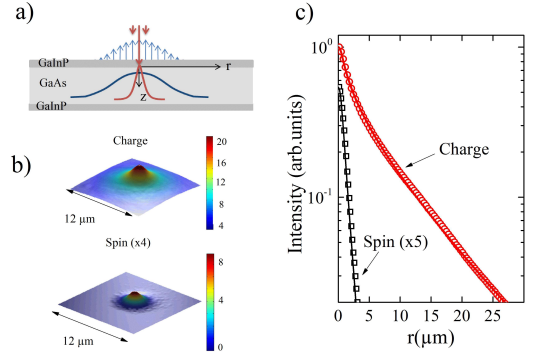 a)
GaInP
r
GaAs
z
GaInP
b)
Charge
20
16
12
8
4
12 µm
Spin (x4)
8
4
0
12 µm
c)
Intensity (arb.units)
10⁰
10⁻¹
Charge
Spin (x5)
0 5 10 15 20 25
r(µm)